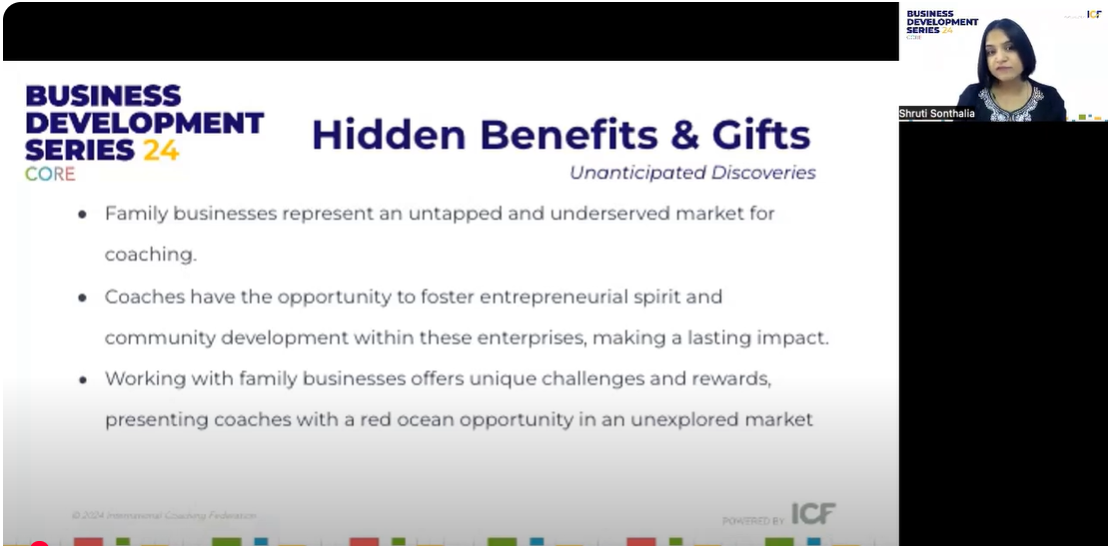 BUSINESS
DEVELOPMENT
SERIES 24
CORE
Hidden Benefits & Gifts
Unanticipated Discoveries
• Family businesses represent an untapped and underserved market for
coaching.
• Coaches have the opportunity to foster entrepreneurial spirit and
community development within these enterprises, making a lasting impact.
• Working with family businesses offers unique challenges and rewards,
presenting coaches with a red ocean opportunity in an unexplored market
© 2024 International Coaching Federation
POWERED BY ICF
BUSINESS
DEVELOPMENT
SERIES 24
CORE
ICF
Shruti Sonthalia